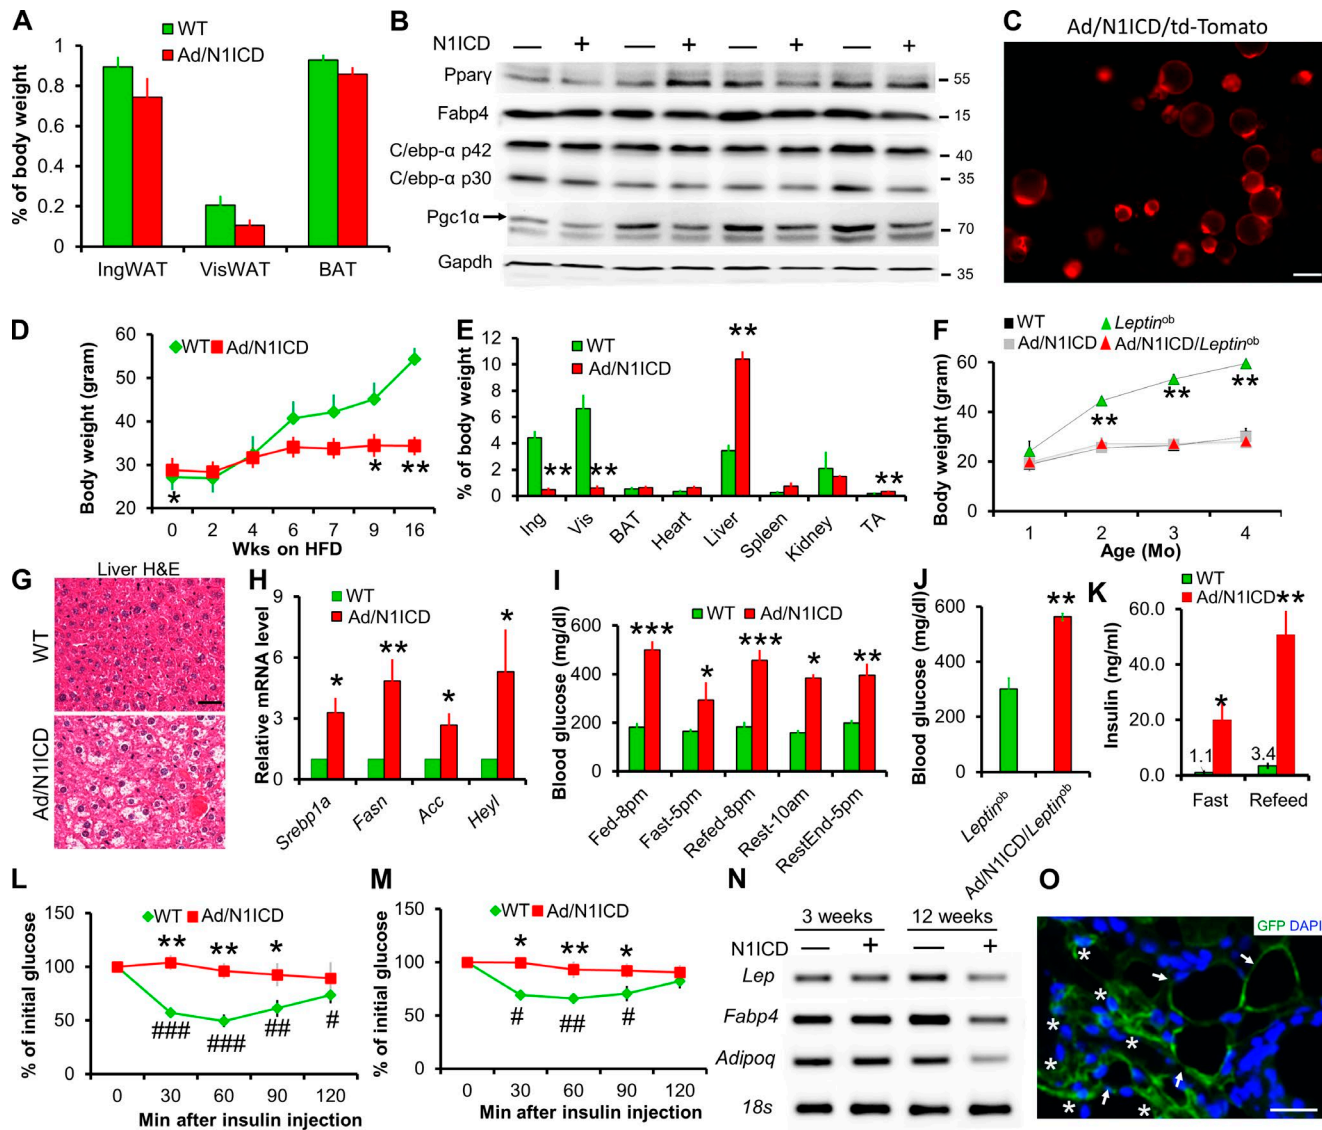 A
WT
Ad/N1ICD
% of body weight
1
0.8
0.6
0.4
0.2
0
IngWAT VisWAT BAT
B
N1ICD — + — + — + — +
Pparγ
Fabp4
C/ebp-α p42
C/ebp-α p30
Pgc1α
Gapdh
55
15
40
35
70
35
C
Ad/N1ICD/td-Tomato
D
WT Ad/N1ICD
Body weight (gram)
60
50
40
30
20
* * **
0 2 4 6 7 9 16
Wks on HFD
E
WT
Ad/N1ICD
% of body weight
12
10
8
6
4
2
0
** ** ** **
Ing Vis BAT Heart Liver Spleen Kidney TA
F
WT Leptinob
Ad/N1ICD Ad/N1ICD/Leptinob
Body weight (gram)
60
40
20
0
** ** **
1 2 3 4
Age (Mo)
G
Liver H&E
WT
Ad/N1ICD
H
WT
Ad/N1ICD
Relative mRNA level
9
6
3
0
* ** * *
Srebp1a Fasn Acc Heyl
I
WT Ad/N1ICD
Blood glucose (mg/dl)
600
400
200
0
*** * *** * **
Fed-8pm Fast-5pm Refed-8pm Rest-10am RestEnd-5pm
J
Blood glucose (mg/dl)
600
400
200
0
**
Leptinob Ad/N1ICD/Leptinob
K
WT
Ad/N1ICD
Insulin (ng/ml)
60.0
40.0
20.0
0.0
1.1 * 3.4 **
Fast Refeed
L
WT Ad/N1ICD
% of initial glucose
150
100
50
0
** ** *
### ### ## #
0 30 60 90 120
Min after insulin injection
M
WT Ad/N1ICD
% of initial glucose
150
100
50
0
* ** *
# ## #
0 30 60 90 120
Min after insulin injection
N
3 weeks 12 weeks
N1ICD — + — +
Lep
Fabp4
Adipoq
18s
O
GFP DAPI
* * * * * * * *